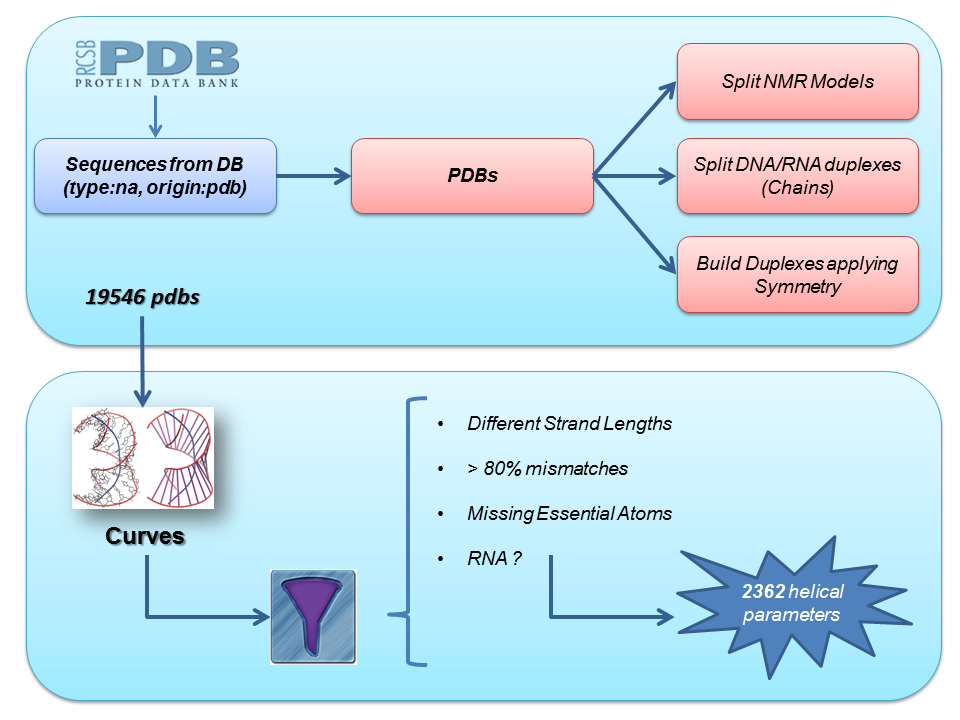 RCSB
PDB
PROTEIN DATA BANK
Sequences from DB
(type:na, origin:pdb)
PDBs
Split NMR Models
Split DNA/RNA duplexes
(Chains)
Build Duplexes applying
Symmetry
19546 pdbs
Curves
• Different Strand Lengths
• > 80% mismatches
• Missing Essential Atoms
• RNA ?
2362 helical
parameters